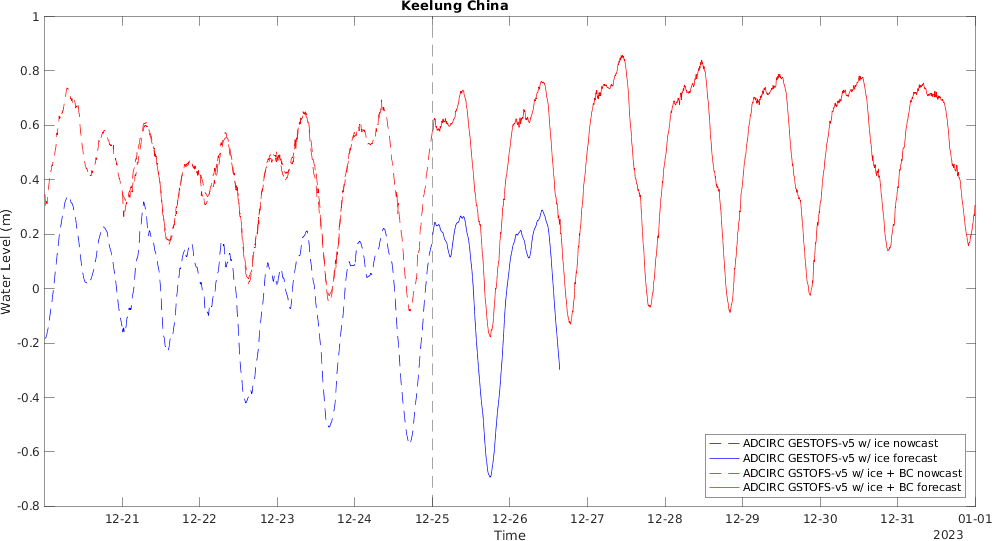 Keelung China
Water Level (m)
1
0.8
0.6
0.4
0.2
0
-0.2
-0.4
-0.6
-0.8
ADCIRC GESTOFS-v5 w/ ice nowcast
ADCIRC GESTOFS-v5 w/ ice forecast
ADCIRC GSTOFS-v5 w/ ice + BC nowcast
ADCIRC GSTOFS-v5 w/ ice + BC forecast
12-21 12-22 12-23 12-24 12-25 12-26 12-27 12-28 12-29 12-30 12-31 01-01
Time
2023